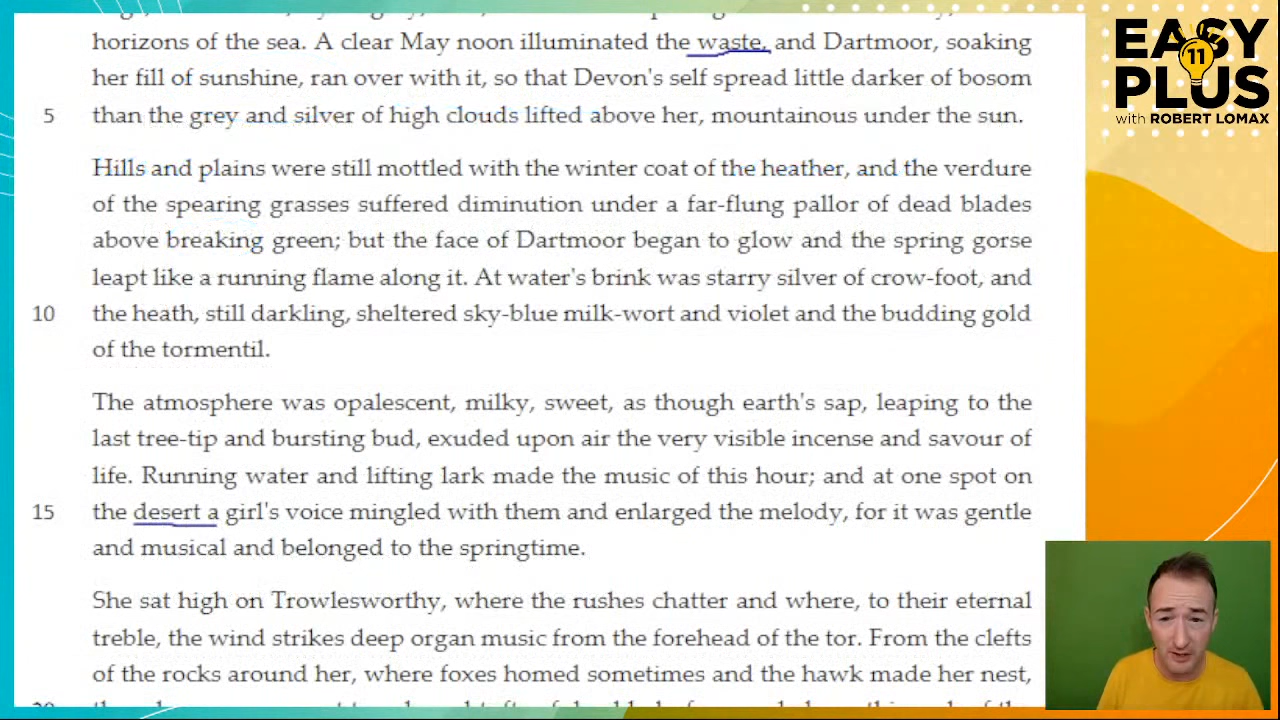 horizons of the sea. A clear May noon illuminated the waste, and Dartmoor, soaking
her fill of sunshine, ran over with it, so that Devon's self spread little darker of bosom
5 than the grey and silver of high clouds lifted above her, mountainous under the sun.
Hills and plains were still mottled with the winter coat of the heather, and the verdure
of the spearing grasses suffered diminution under a far-flung pallor of dead blades
above breaking green; but the face of Dartmoor began to glow and the spring gorse
leapt like a running flame along it. At water's brink was starry silver of crow-foot, and
10 the heath, still darkling, sheltered sky-blue milk-wort and violet and the budding gold
of the tormentil.
The atmosphere was opalescent, milky, sweet, as though earth's sap, leaping to the
last tree-tip and bursting bud, exuded upon air the very visible incense and savour of
life. Running water and lifting lark made the music of this hour; and at one spot on
15 the desert a girl's voice mingled with them and enlarged the melody, for it was gentle
and musical and belonged to the springtime.
She sat high on Trowlesworthy, where the rushes chatter and where, to their eternal
treble, the wind strikes deep organ music from the forehead of the tor. From the clefts
of the rocks around her, where foxes homed sometimes and the hawk made her nest,
EASY
11
PLUS
with ROBERT LOMAX